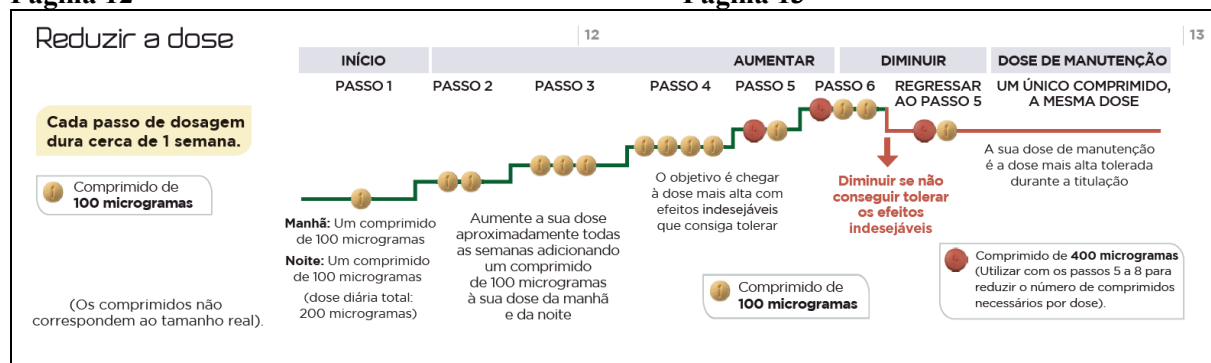 Página 12 Página 13
Reduzir a dose
12
13
INÍCIO
AUMENTAR
DIMINUIR
DOSE DE MANUTENÇÃO
PASSO 1
PASSO 2
PASSO 3
PASSO 4
PASSO 5
PASSO 6
REGRESSAR
AO PASSO 5
UM ÚNICO COMPRIMIDO,
A MESMA DOSE
Cada passo de dosagem
dura cerca de 1 semana.
Comprimido de
100 microgramas
(Os comprimidos não
correspondem ao tamanho real).
Manhã: Um comprimido
de 100 microgramas
Noite: Um comprimido
de 100 microgramas
(dose diária total:
200 microgramas)
Aumente a sua dose
aproximadamente todas
as semanas adicionando
um comprimido
de 100 microgramas
à sua dose da manhã
e da noite
O objetivo é chegar
à dose mais alta com
efeitos indesejáveis
que consiga tolerar
Comprimido de
100 microgramas
Diminuir se não
conseguir tolerar
os efeitos
indesejáveis
A sua dose de manutenção
é a dose mais alta tolerada
durante a titulação
Comprimido de 400 microgramas
(Utilizar com os passos 5 a 8 para
reduzir o número de comprimidos
necessários por dose).